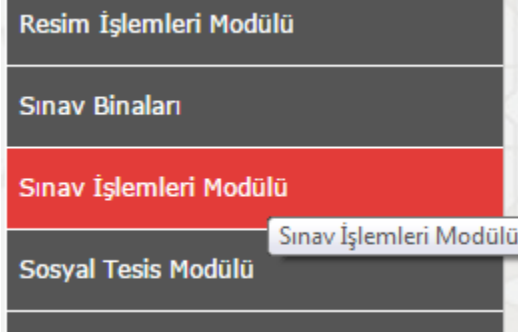 Resim İşlemleri Modülü
Sınav Binaları
Sınav İşlemleri Modülü
Sınav İşlemleri Modülü
Sosyal Tesis Modülü